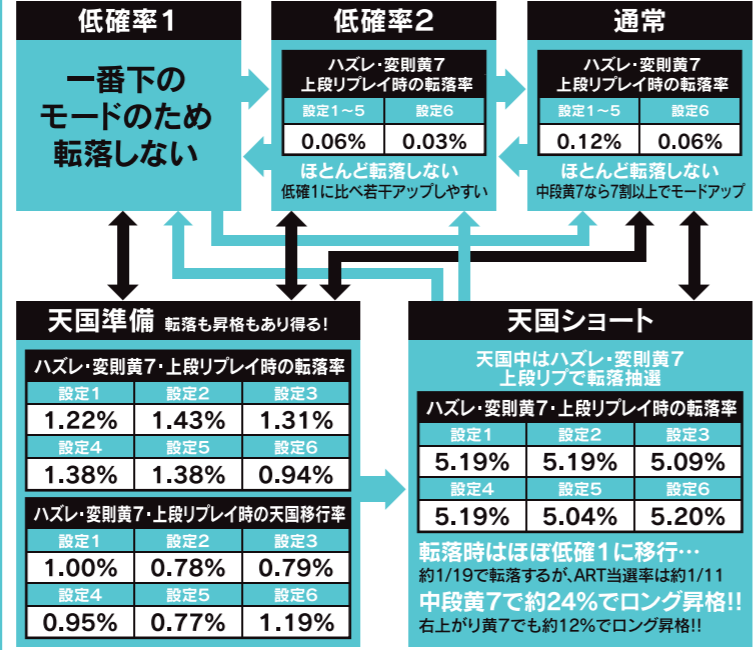 低確率1
一番下の
モードのため
転落しない
低確率2
ハズレ・変則黄7
上段リプレイ時の転落率
設定1～5 設定6
0.06% 0.03%
ほとんど転落しない
低確1に比べ若干アップしやすい
通常
ハズレ・変則黄7
上段リプレイ時の転落率
設定1～5 設定6
0.12% 0.06%
ほとんど転落しない
中段黄7なら7割以上でモードアップ
天国準備 転落も昇格もあり得る!
ハズレ・変則黄7・上段リプレイ時の転落率
設定1 設定2 設定3
1.22% 1.43% 1.31%
設定4 設定5 設定6
1.38% 1.38% 0.94%
ハズレ・変則黄7・上段リプレイ時の天国移行率
設定1 設定2 設定3
1.00% 0.78% 0.79%
設定4 設定5 設定6
0.95% 0.77% 1.19%
天国ショート
天国中はハズレ・変則黄7
上段リプで転落抽選
ハズレ・変則黄7・上段リプレイ時の転落率
設定1 設定2 設定3
5.19% 5.19% 5.09%
設定4 設定5 設定6
5.19% 5.04% 5.20%
転落時はほぼ低確1に移行…
約1/19で転落するが、ART当選率は約1/11
中段黄7で約24%でロング昇格!!
右上がり黄7でも約12%でロング昇格!!